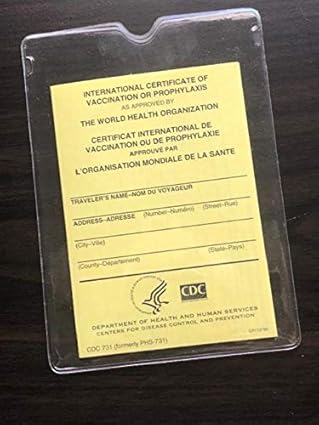 INTERNATIONAL CERTIFICATE OF
VACCINATION OR PROPHYLAXIS
AS APPROVED BY
THE WORLD HEALTH ORGANIZATION
CERTIFICAT INTERNATIONAL DE
VACCINATION OU DE PROPHYLAXIE
APPROUVÉ PAR
L'ORGANISATION MONDIALE DE LA SANTE
TRAVELER'S NAME–NOM DU VOYAGEUR
ADDRESS–ADRESSE (Number–Numéro) (Street–Rue)
(City–Ville)
(County–Département) (State–Pays)
CDC
DEPARTMENT OF HEALTH AND HUMAN SERVICES
CENTERS FOR DISEASE CONTROL AND PREVENTION
CDC 731 (formerly PHS-731)